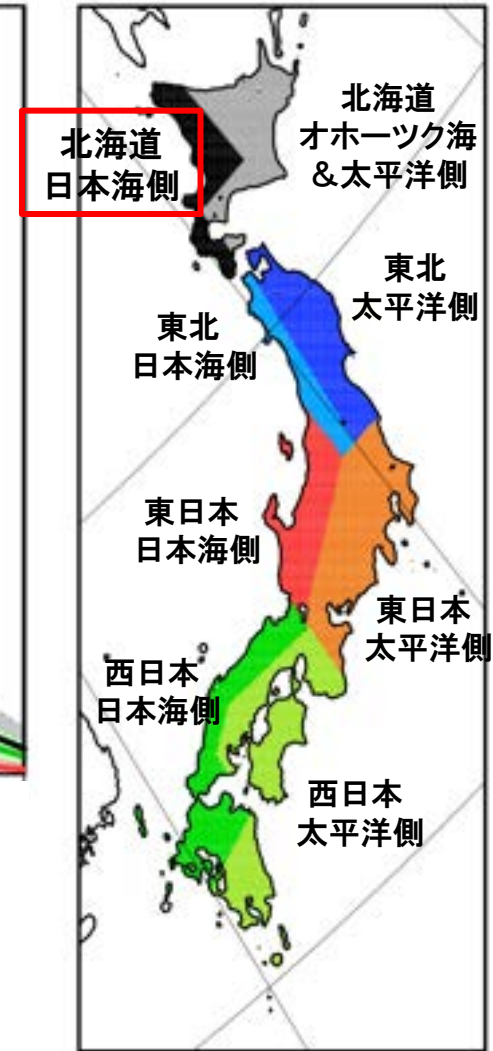 北海道
日本海側
北海道
オホーツク海
&太平洋側
東北
太平洋側
東北
日本海側
東日本
日本海側
東日本
太平洋側
西日本
日本海側
西日本
太平洋側